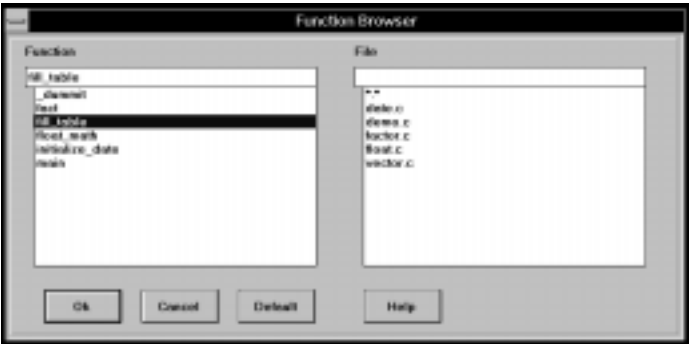 Function Browser
Function
File
fill_table
_dummit
fact
fill_table
float_math
initialize_date
main
*.*
date.c
demo.c
factor.c
float.c
vector.c
Ok
Cancel
Default
Help